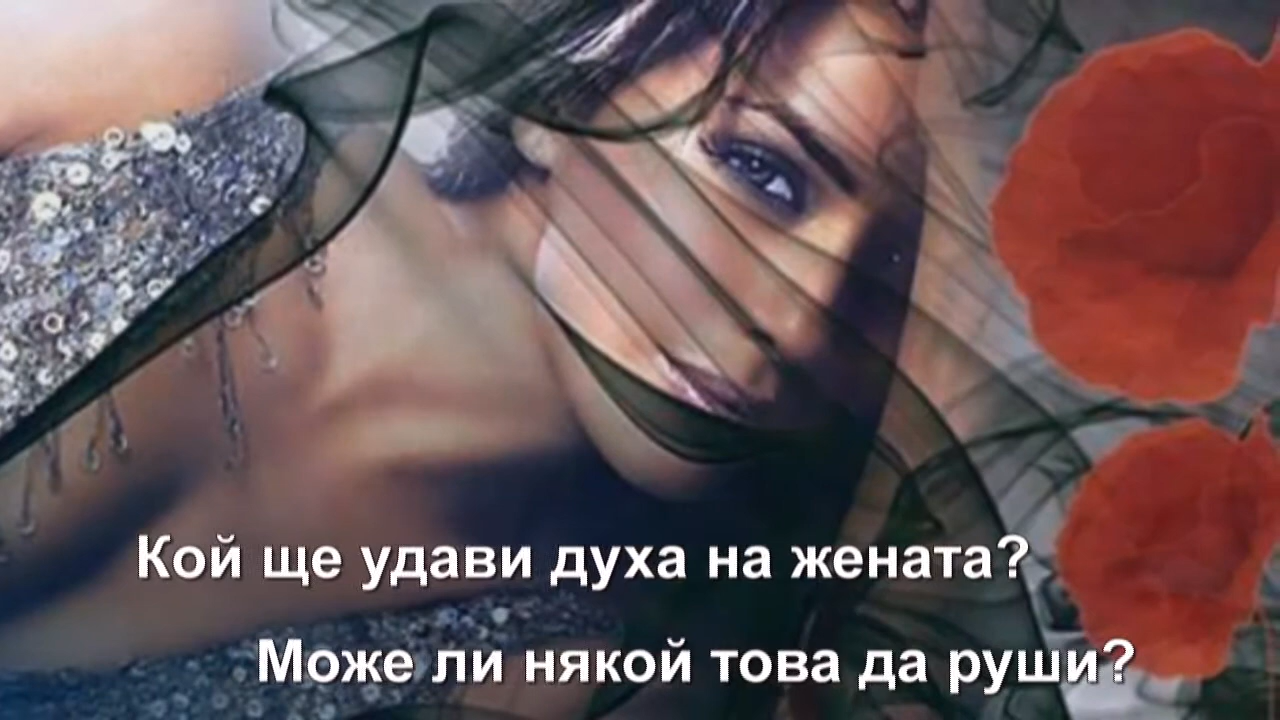 Кой ще удави духа на жената?
Може ли някой това да руши?